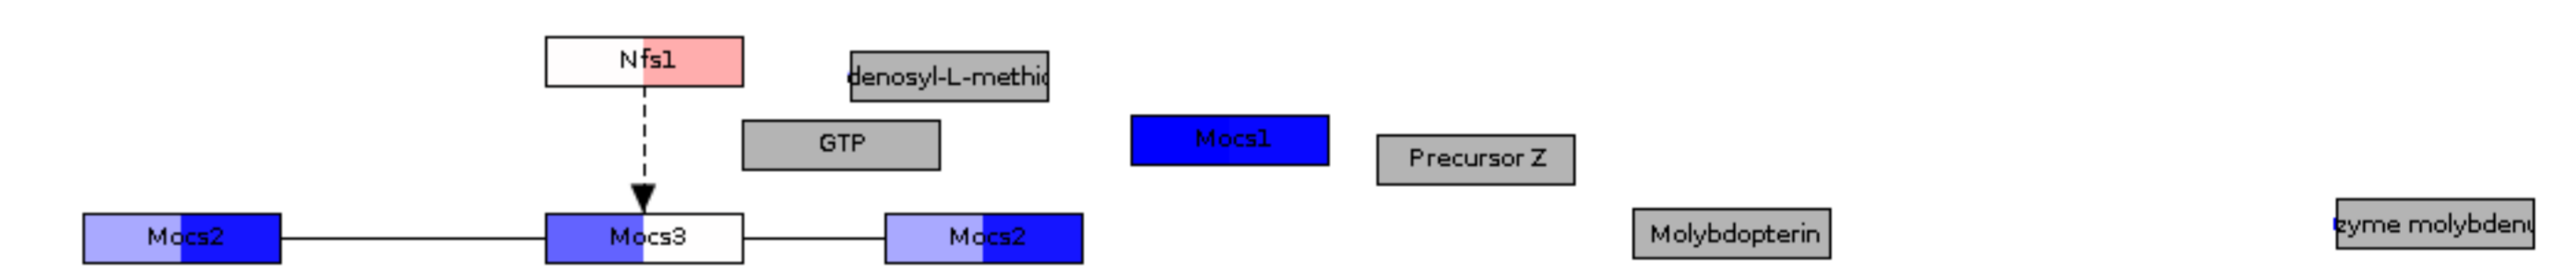 Nfs1
denosyl-L-methic
GTP
Mocs1
Precursor Z
Mocs2
Mocs3
Mocs2
Molybdopterin
zyme molybdenu